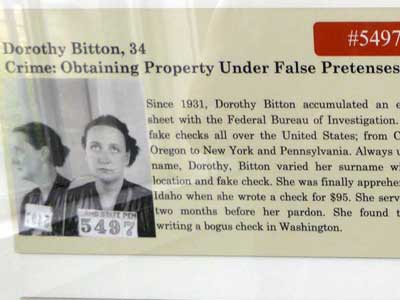 #5497
Dorothy Bitton, 34
Crime: Obtaining Property Under False Pretenses
Since 1931, Dorothy Bitton accumulated an
sheet with the Federal Bureau of Investigation.
fake checks all over the United States; from
Oregon to New York and Pennsylvania. Always
name, Dorothy, Bitton varied her surname
location and fake check. She was finally
Idaho when she wrote a check for $95. She
two months before her pardon. She found
writing a bogus check in Washington.
STATE PEN
5497